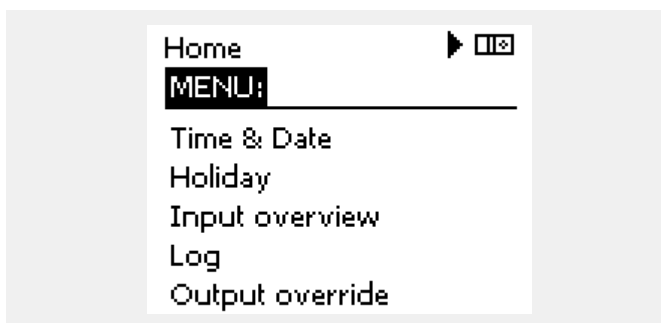 Home
MENU:
Time & Date
Holiday
Input overview
Log
Output override